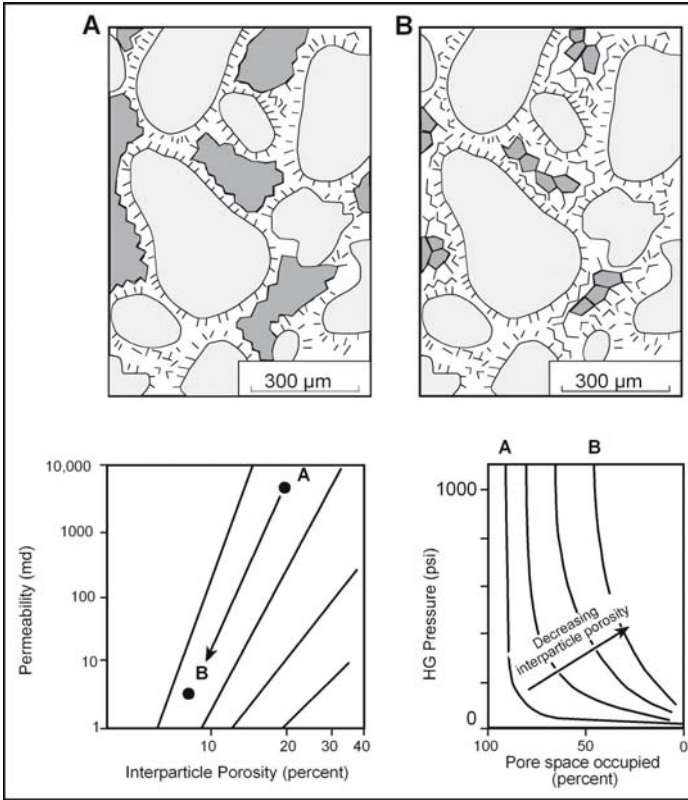 A
B
300 µm
300 µm
10,000
1000
100
10
1
Permeability (md)
A
B
10
20
30
40
Interparticle Porosity (percent)
A
B
1000
0
HG Pressure (psi)
Decreasing
interparticle porosity
100
50
0
Pore space occupied
(percent)